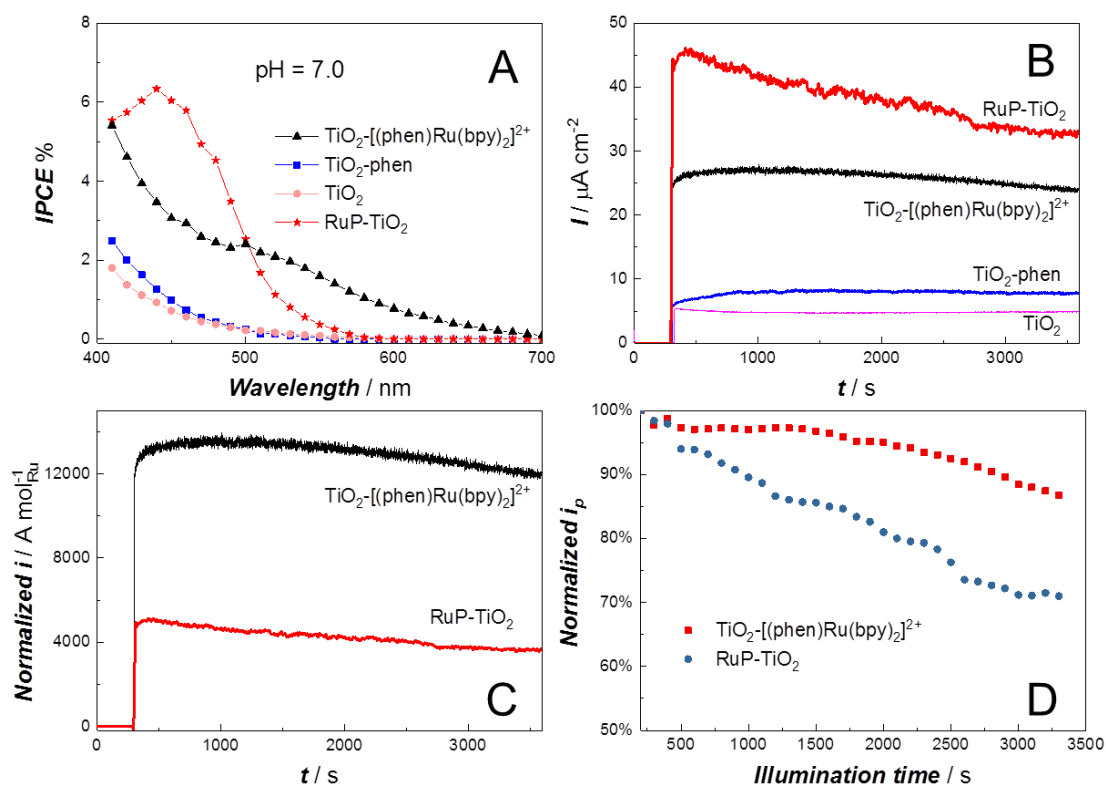 A
pH = 7.0
TiO₂-[(phen)Ru(bpy)₂]²⁺
TiO₂-phen
TiO₂
RuP-TiO₂
IPCE %
8
6
4
2
0
400 500 600 700
Wavelength / nm
B
RuP-TiO₂
TiO₂-[(phen)Ru(bpy)₂]²⁺
TiO₂-phen
TiO₂
I / μA cm⁻²
50
40
30
20
10
0
0 1000 2000 3000
t / s
C
TiO₂-[(phen)Ru(bpy)₂]²⁺
RuP-TiO₂
Normalized i / A mol⁻¹Ru
12000
8000
4000
0
0 1000 2000 3000
t / s
D
TiO₂-[(phen)Ru(bpy)₂]²⁺
RuP-TiO₂
Normalized iₚ
100%
90%
80%
70%
60%
50%
500 1000 1500 2000 2500 3000 3500
Illumination time / s